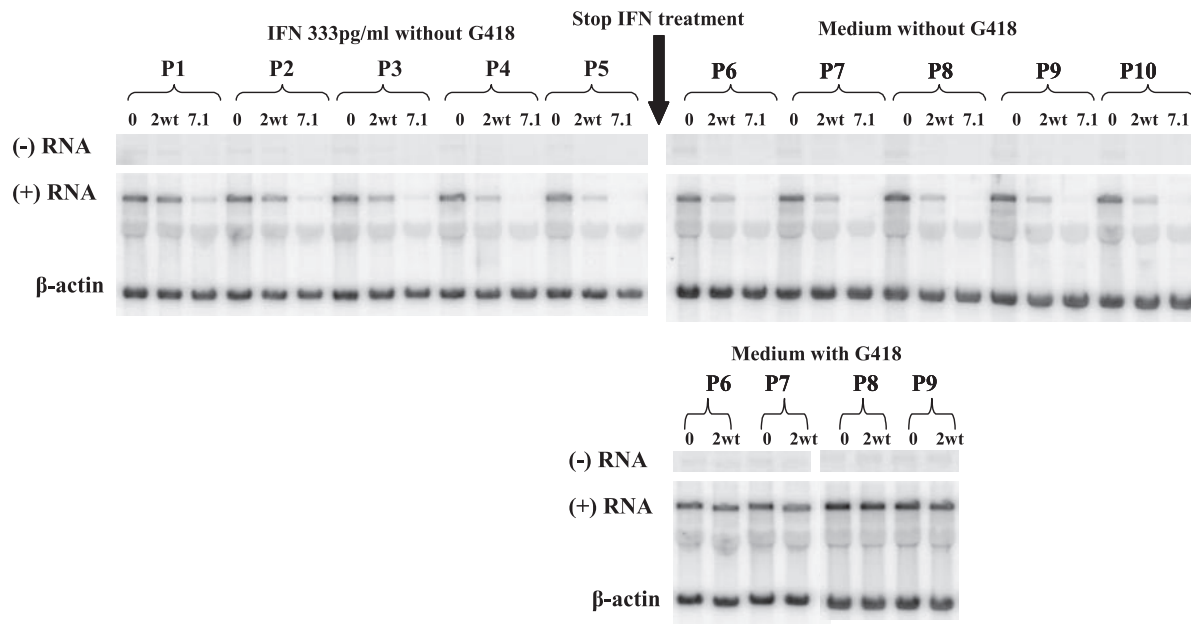 IFN 333pg/ml without G418
Stop IFN treatment
Medium without G418
P1 P2 P3 P4 P5
P6 P7 P8 P9 P10
0 2wt 7.1 0 2wt 7.1 0 2wt 7.1 0 2wt 7.1 0 2wt 7.1
0 2wt 7.1 0 2wt 7.1 0 2wt 7.1 0 2wt 7.1 0 2wt 7.1
(-) RNA
(+) RNA
β-actin
Medium with G418
P6 P7 P8 P9
0 2wt 0 2wt 0 2wt 0 2wt
(-) RNA
(+) RNA
β-actin